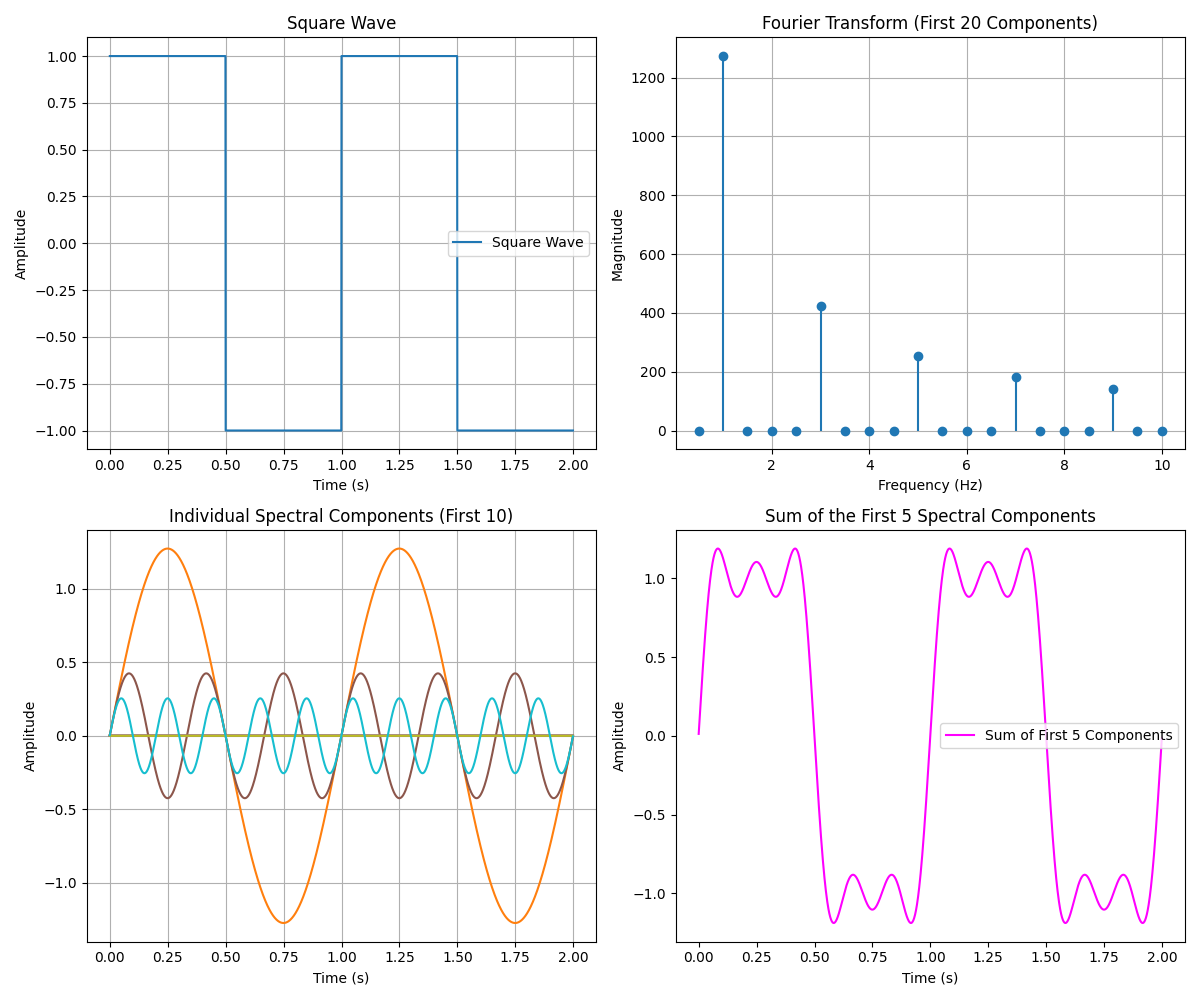 Square Wave
1.00
0.75
0.50
0.25
0.00
−0.25
−0.50
−0.75
−1.00
Amplitude
Square Wave
0.00 0.25 0.50 0.75 1.00 1.25 1.50 1.75 2.00
Time (s)
Fourier Transform (First 20 Components)
1200
1000
800
600
400
200
0
Magnitude
2 4 6 8 10
Frequency (Hz)
Individual Spectral Components (First 10)
1.0
0.5
0.0
−0.5
−1.0
Amplitude
0.00 0.25 0.50 0.75 1.00 1.25 1.50 1.75 2.00
Time (s)
Sum of the First 5 Spectral Components
1.0
0.5
0.0
−0.5
−1.0
Amplitude
Sum of First 5 Components
0.00 0.25 0.50 0.75 1.00 1.25 1.50 1.75 2.00
Time (s)